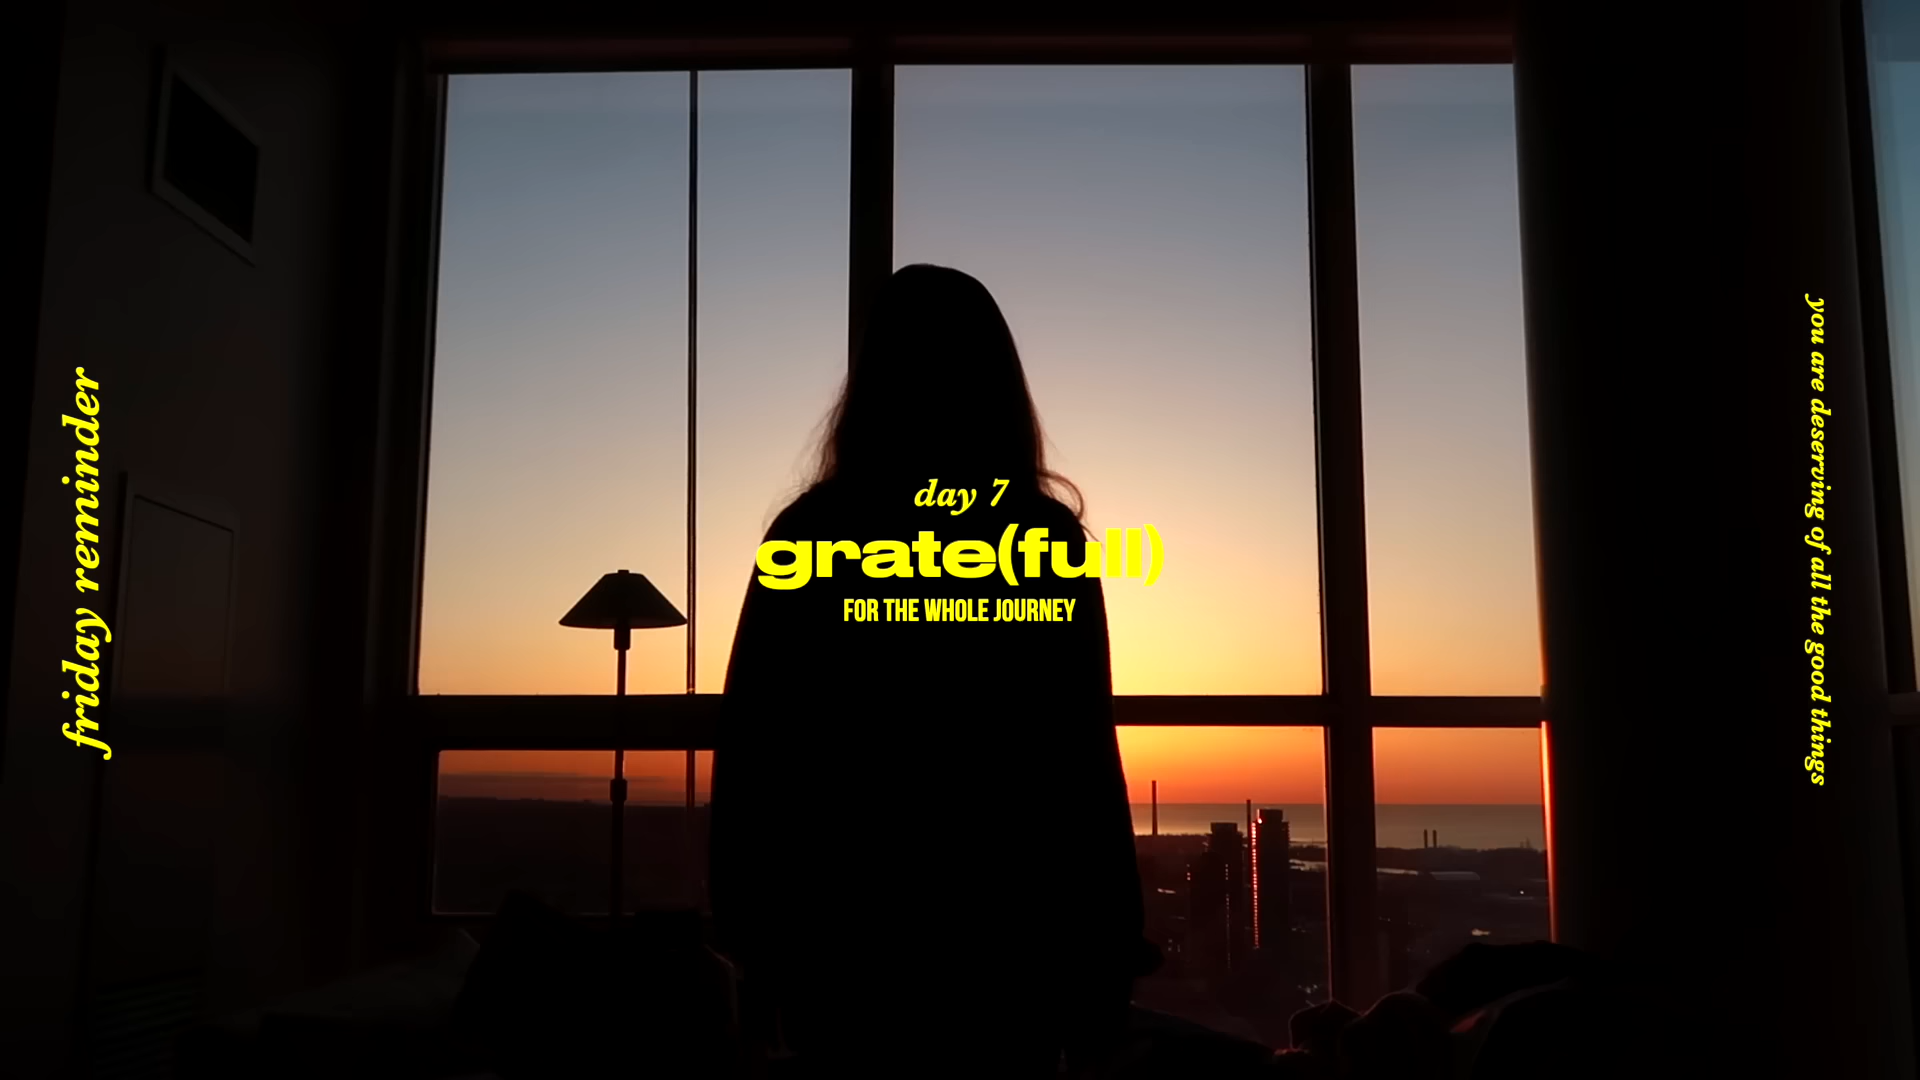 friday reminder
day 7
grate(full)
FOR THE WHOLE JOURNEY
you are deserving of all the good things